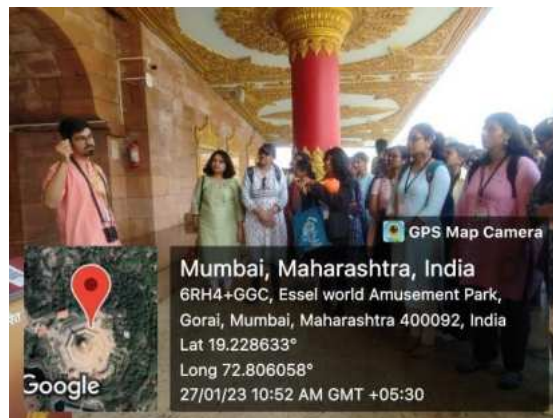 GPS Map Camera
Mumbai, Maharashtra, India
6RH4+GGC, Essel world Amusement Park,
Gorai, Mumbai, Maharashtra 400092, India
Lat 19.228633°
Long 72.806058°
27/01/23 10:52 AM GMT +05:30
Google